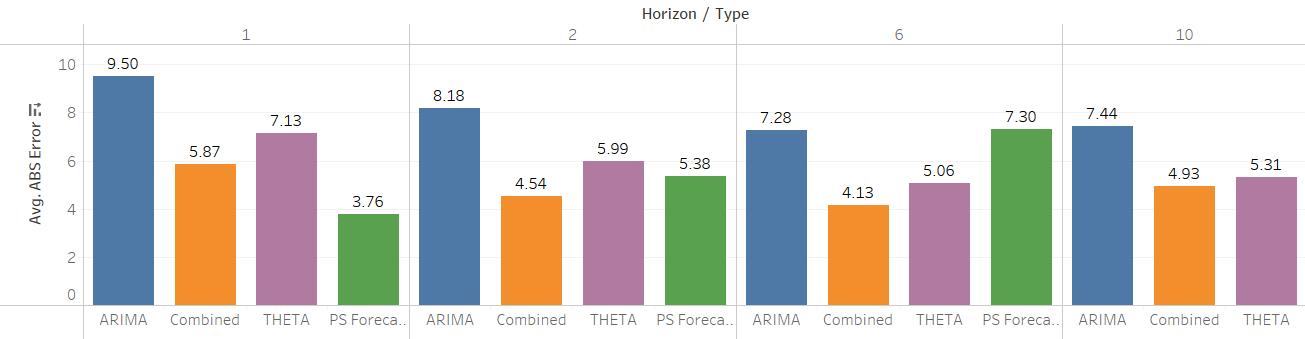 Horizon / Type
1 2 6 10
Avg. ABS Error
10
8
6
4
2
0
9.50 5.87 7.13 3.76
8.18 4.54 5.99 5.38
7.28 4.13 5.06 7.30
7.44 4.93 5.31
ARIMA Combined THETA PS Foreca.. ARIMA Combined THETA PS Foreca.. ARIMA Combined THETA PS Foreca.. ARIMA Combined THETA